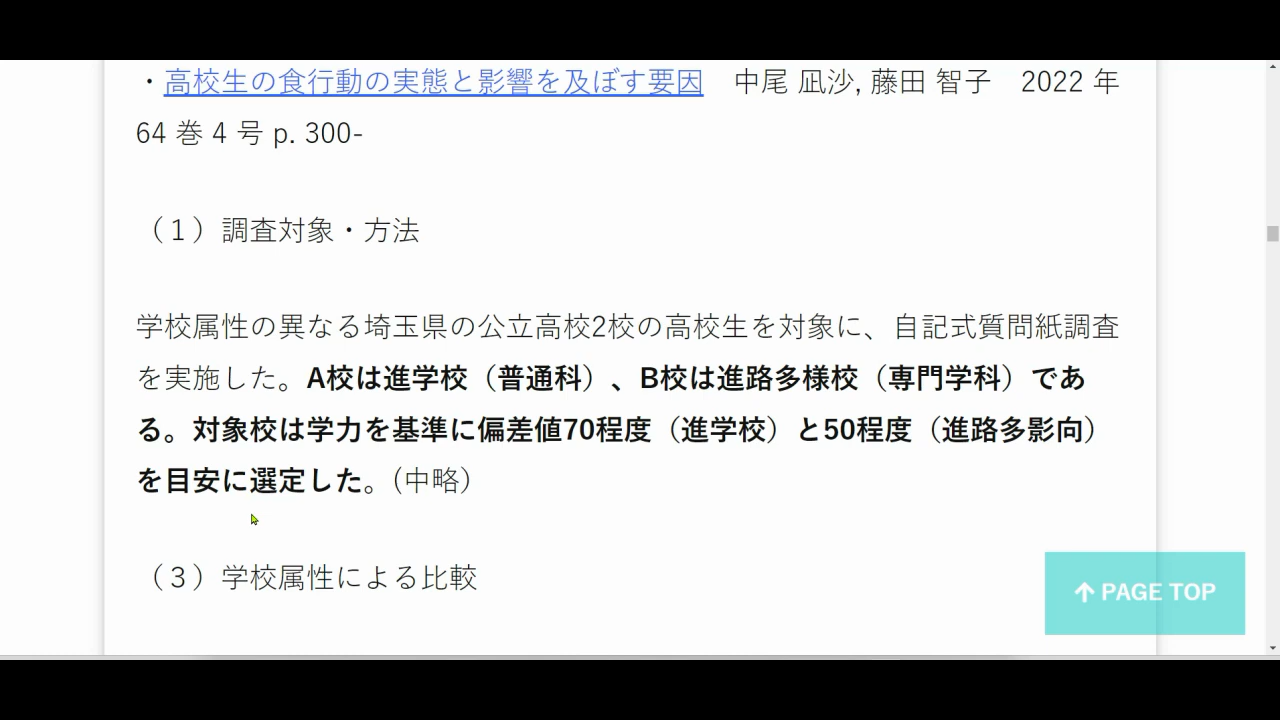 ・高校生の食行動の実態と影響を及ぼす要因　中尾 凪沙, 藤田 智子　2022 年
64 巻 4 号 p. 300-
（１）調査対象・方法
学校属性の異なる埼玉県の公立高校2校の高校生を対象に、自記式質問紙調査
を実施した。A校は進学校（普通科）、B校は進路多様校（専門学科）であ
る。対象校は学力を基準に偏差値70程度（進学校）と50程度（進路多影向）
を目安に選定した。（中略）
（３）学校属性による比較
↑ PAGE TOP